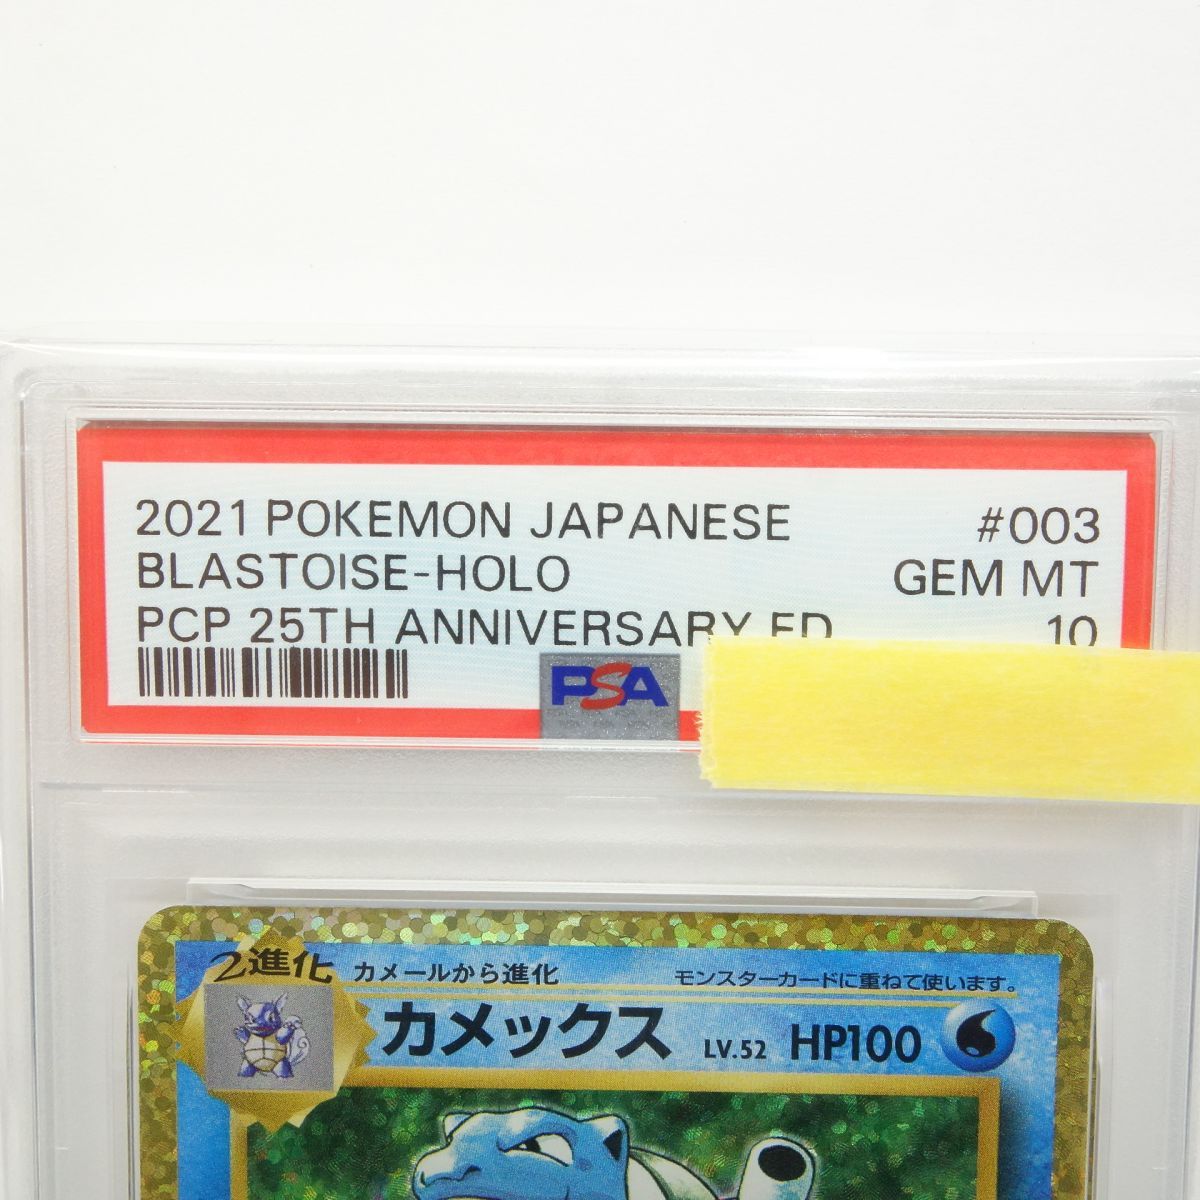 2021 POKEMON JAPANESE #003
BLASTOISE-HOLO GEM MT
PCP 25TH ANNIVERSARY ED 10
PSA
2進化 カメールから進化 モンスターカードに重ねて使います。
カメックス LV.52 HP100